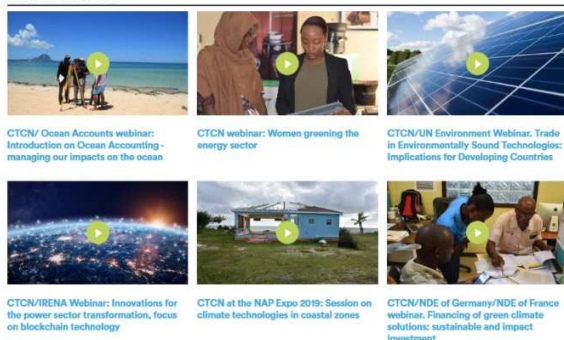 CTCN/ Ocean Accounts webinar:
Introduction on Ocean Accounting -
managing our impacts on the ocean
CTCN webinar: Women greening the
energy sector
CTCN/UN Environment Webinar. Trade
in Environmentally Sound Technologies:
Implications for Developing Countries
CTCN/IRENA Webinar: Innovations for
the power sector transformation, focus
on blockchain technology
CTCN at the NAP Expo 2019: Session on
climate technologies in coastal zones
CTCN/NDE of Germany/NDE of France
webinar. Financing of green climate
solutions: sustainable and impact
investment